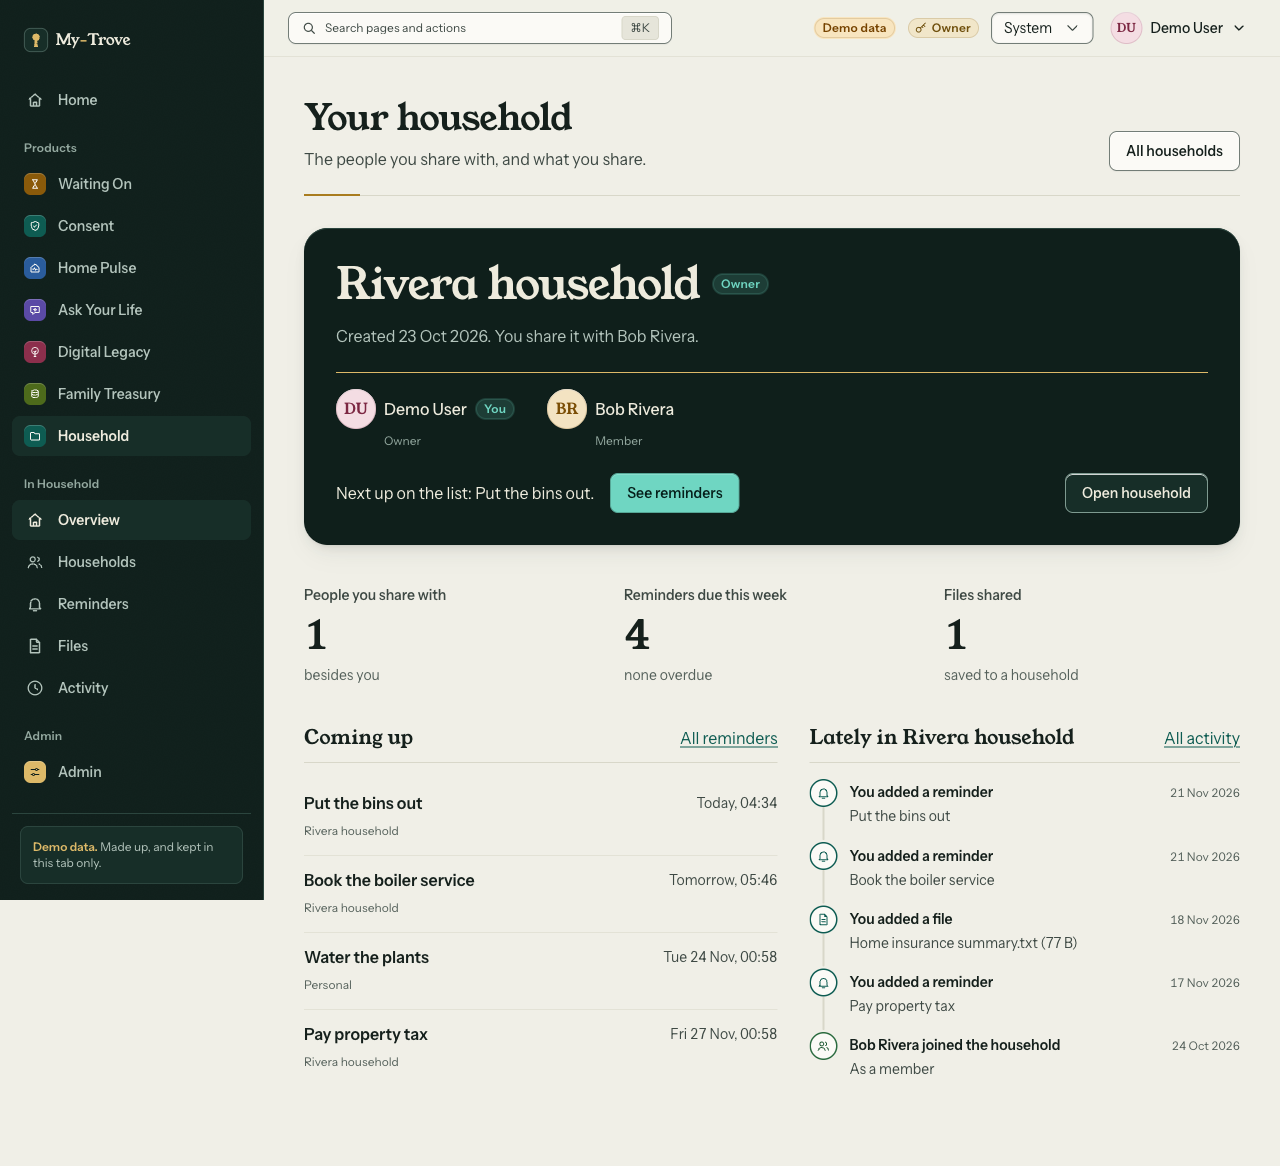 My-Trove
Search pages and actions
⌘K
Demo data
Owner
System
DU
Demo User
Home
Products
Waiting On
Consent
Home Pulse
Ask Your Life
Digital Legacy
Family Treasury
Household
In Household
Overview
Households
Reminders
Files
Activity
Admin
Admin
Demo data. Made up, and kept in
this tab only.
Your household
The people you share with, and what you share.
All households
Rivera household
Owner
Created 23 Oct 2026. You share it with Bob Rivera.
DU
Demo User
You
Owner
BR
Bob Rivera
Member
Next up on the list: Put the bins out.
See reminders
Open household
People you share with
1
besides you
Reminders due this week
4
none overdue
Files shared
1
saved to a household
Coming up
All reminders
Put the bins out
Today, 04:34
Rivera household
Book the boiler service
Tomorrow, 05:46
Rivera household
Water the plants
Tue 24 Nov, 00:58
Personal
Pay property tax
Fri 27 Nov, 00:58
Rivera household
Lately in Rivera household
All activity
You added a reminder
21 Nov 2026
Put the bins out
You added a reminder
21 Nov 2026
Book the boiler service
You added a file
18 Nov 2026
Home insurance summary.txt (77 B)
You added a reminder
17 Nov 2026
Pay property tax
Bob Rivera joined the household
24 Oct 2026
As a member